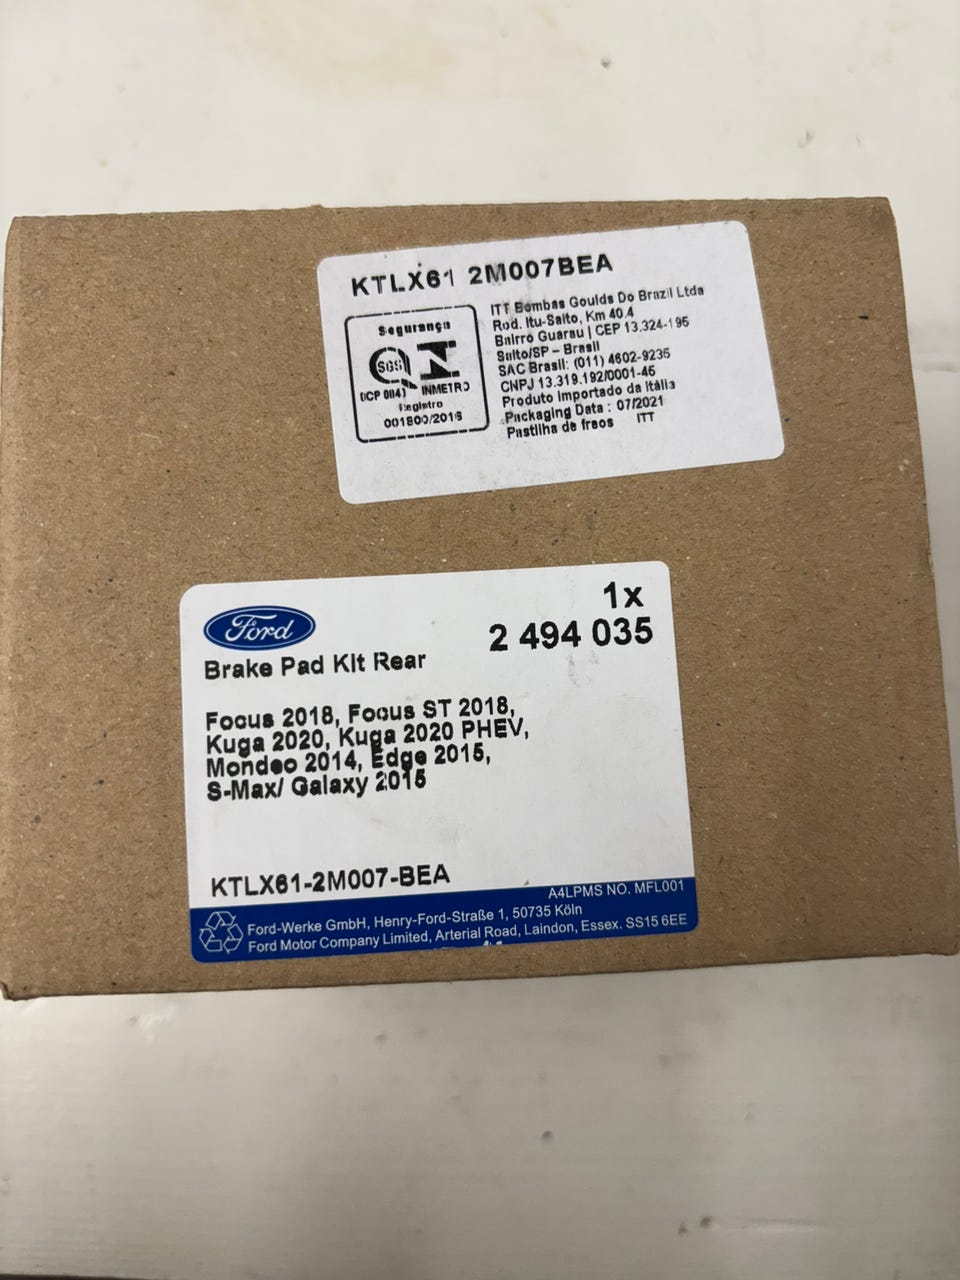 KTLX61 2M007BEA
Segurança
SGS
OCP 0041 INMETRO
Registro
001800/2018
ITT Bombas Goulds Do Brazil Ltda
Rod. Itu-Salto, Km 40.4
Bairro Guarau | CEP 13.324-195
Salto/SP – Brasil
SAC Brasil: (011) 4602-9235
CNPJ 13.319.192/0001-46
Produto Importado da Itália
Packaging Data : 07/2021
Pastilha de freos ITT
1x
Ford
2 494 035
Brake Pad Kit Rear
Focus 2018, Focus ST 2018,
Kuga 2020, Kuga 2020 PHEV,
Mondeo 2014, Edge 2015,
S-Max/ Galaxy 2015
KTLX61-2M007-BEA
A4LPMS NO. MFL001
Ford-Werke GmbH, Henry-Ford-Straße 1, 50735 Köln
Ford Motor Company Limited, Arterial Road, Laindon, Essex. SS15 6EE